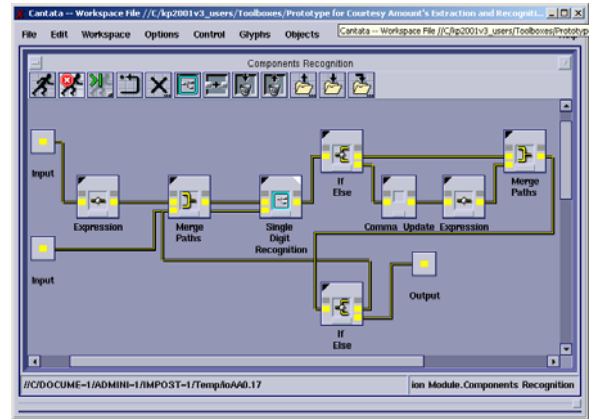 Cantata -- Workspace File //C/kp2001v3_users/Toolboxes/Prototype for Courtesy Amount's Extraction and Recogniti...
File Edit Workspace Options Control Glyphs Objects
Cantata -- Workspace File //C/kp2001v3_users/Toolboxes/Prototyp
Components Recognition
Input
Expression
Merge
Paths
Single
Digit
Recognition
If
Else
Comma Update
Expression
Merge
Paths
Input
If
Else
Output
//C/DOCUME~1/ADMINI~1/IMPOST~1/Temp/ioAA0.17
ion Module.Components Recognition